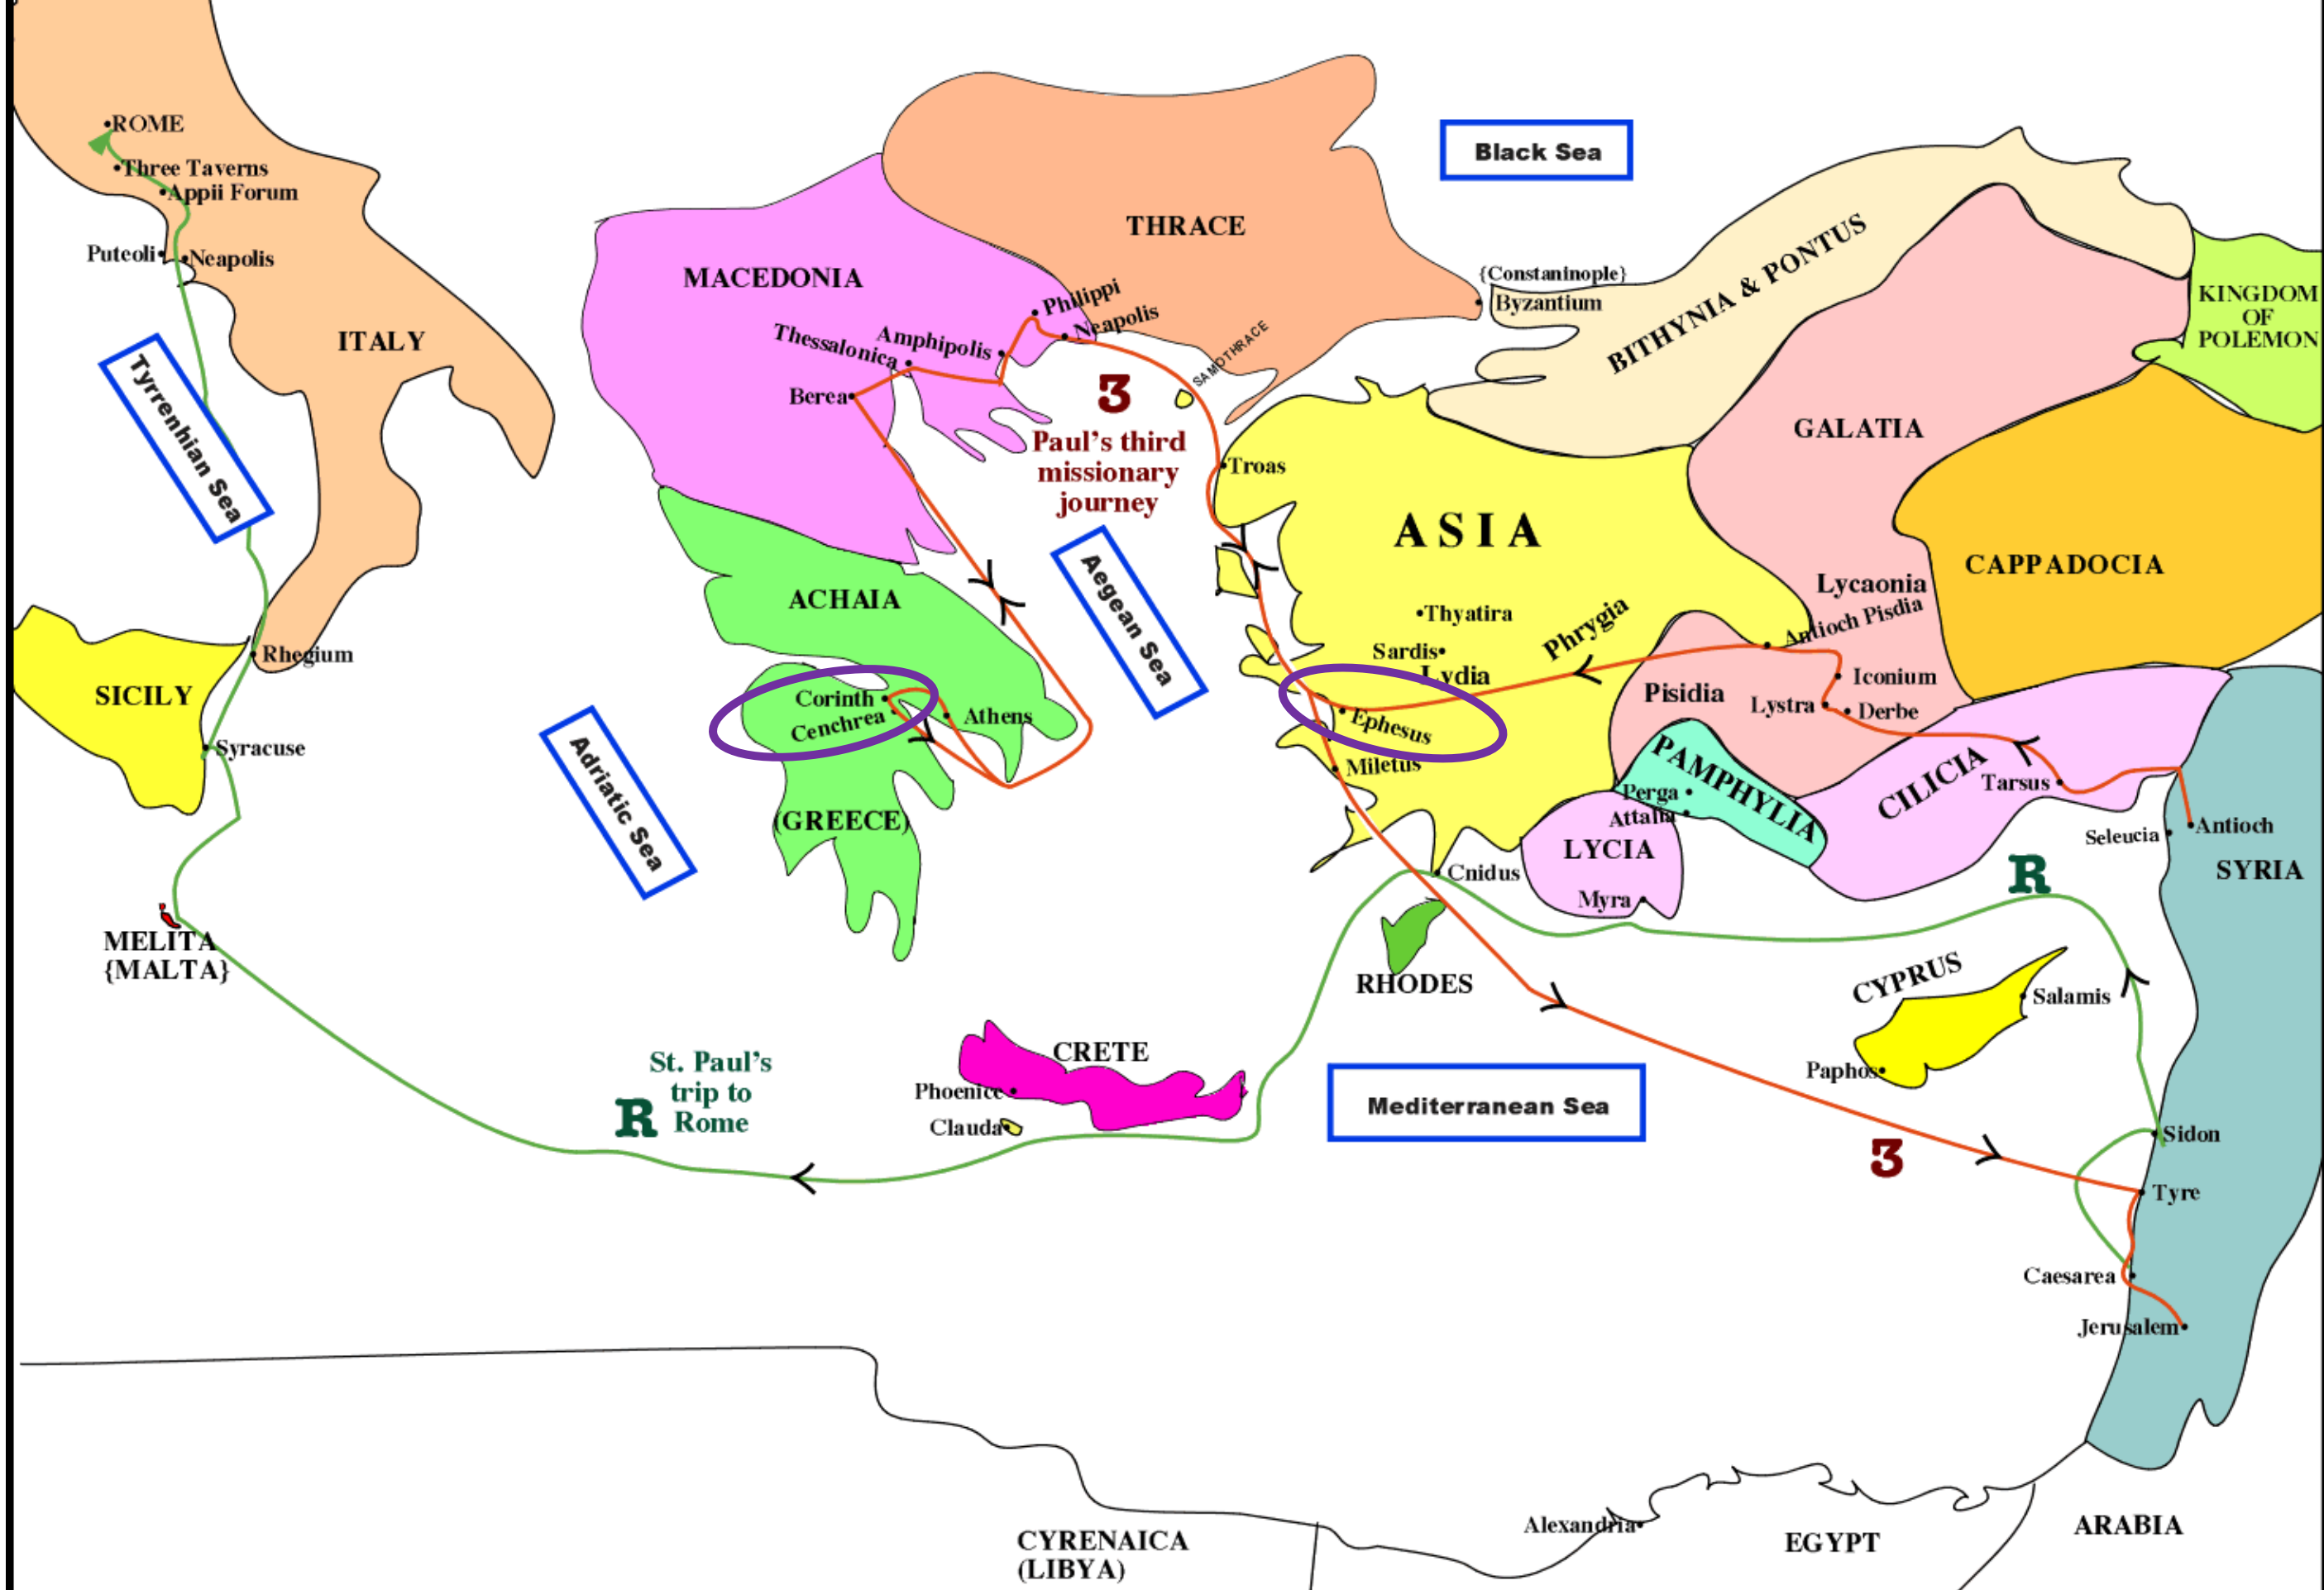 ROME
Three Taverns
Appii Forum
Puteoli
Neapolis
ITALY
Tyrrenhian Sea
Rhegium
SICILY
Syracuse
MELITA
{MALTA}
MACEDONIA
THRACE
Black Sea
{Constaninople}
Byzantium
BITHYNIA & PONTUS
KINGDOM
OF
POLEMON
Philippi
Neapolis
Amphipolis
Thessalonica
Berea
SAMOTHRACE
3
Paul's third
missionary
journey
Troas
GALATIA
ASIA
CAPPADOCIA
Lycaonia
Antioch Pisdia
Phrygia
Thyatira
Sardis
Lydia
Aegean Sea
ACHAIA
Corinth
Cenchrea
Athens
(GREECE)
Adriatic Sea
Ephesus
Miletus
Pisidia
Iconium
Lystra
Derbe
PAMPHYLIA
Perga
Attalia
CILICIA
Tarsus
Antioch
Seleucia
SYRIA
LYCIA
Myra
Cnidus
R
RHODES
CYPRUS
Salamis
Paphos
CRETE
Phoenice
Clauda
Mediterranean Sea
St. Paul's
trip to
R Rome
3
Sidon
Tyre
Caesarea
Jerusalem
CYRENAICA
(LIBYA)
Alexandria
EGYPT
ARABIA